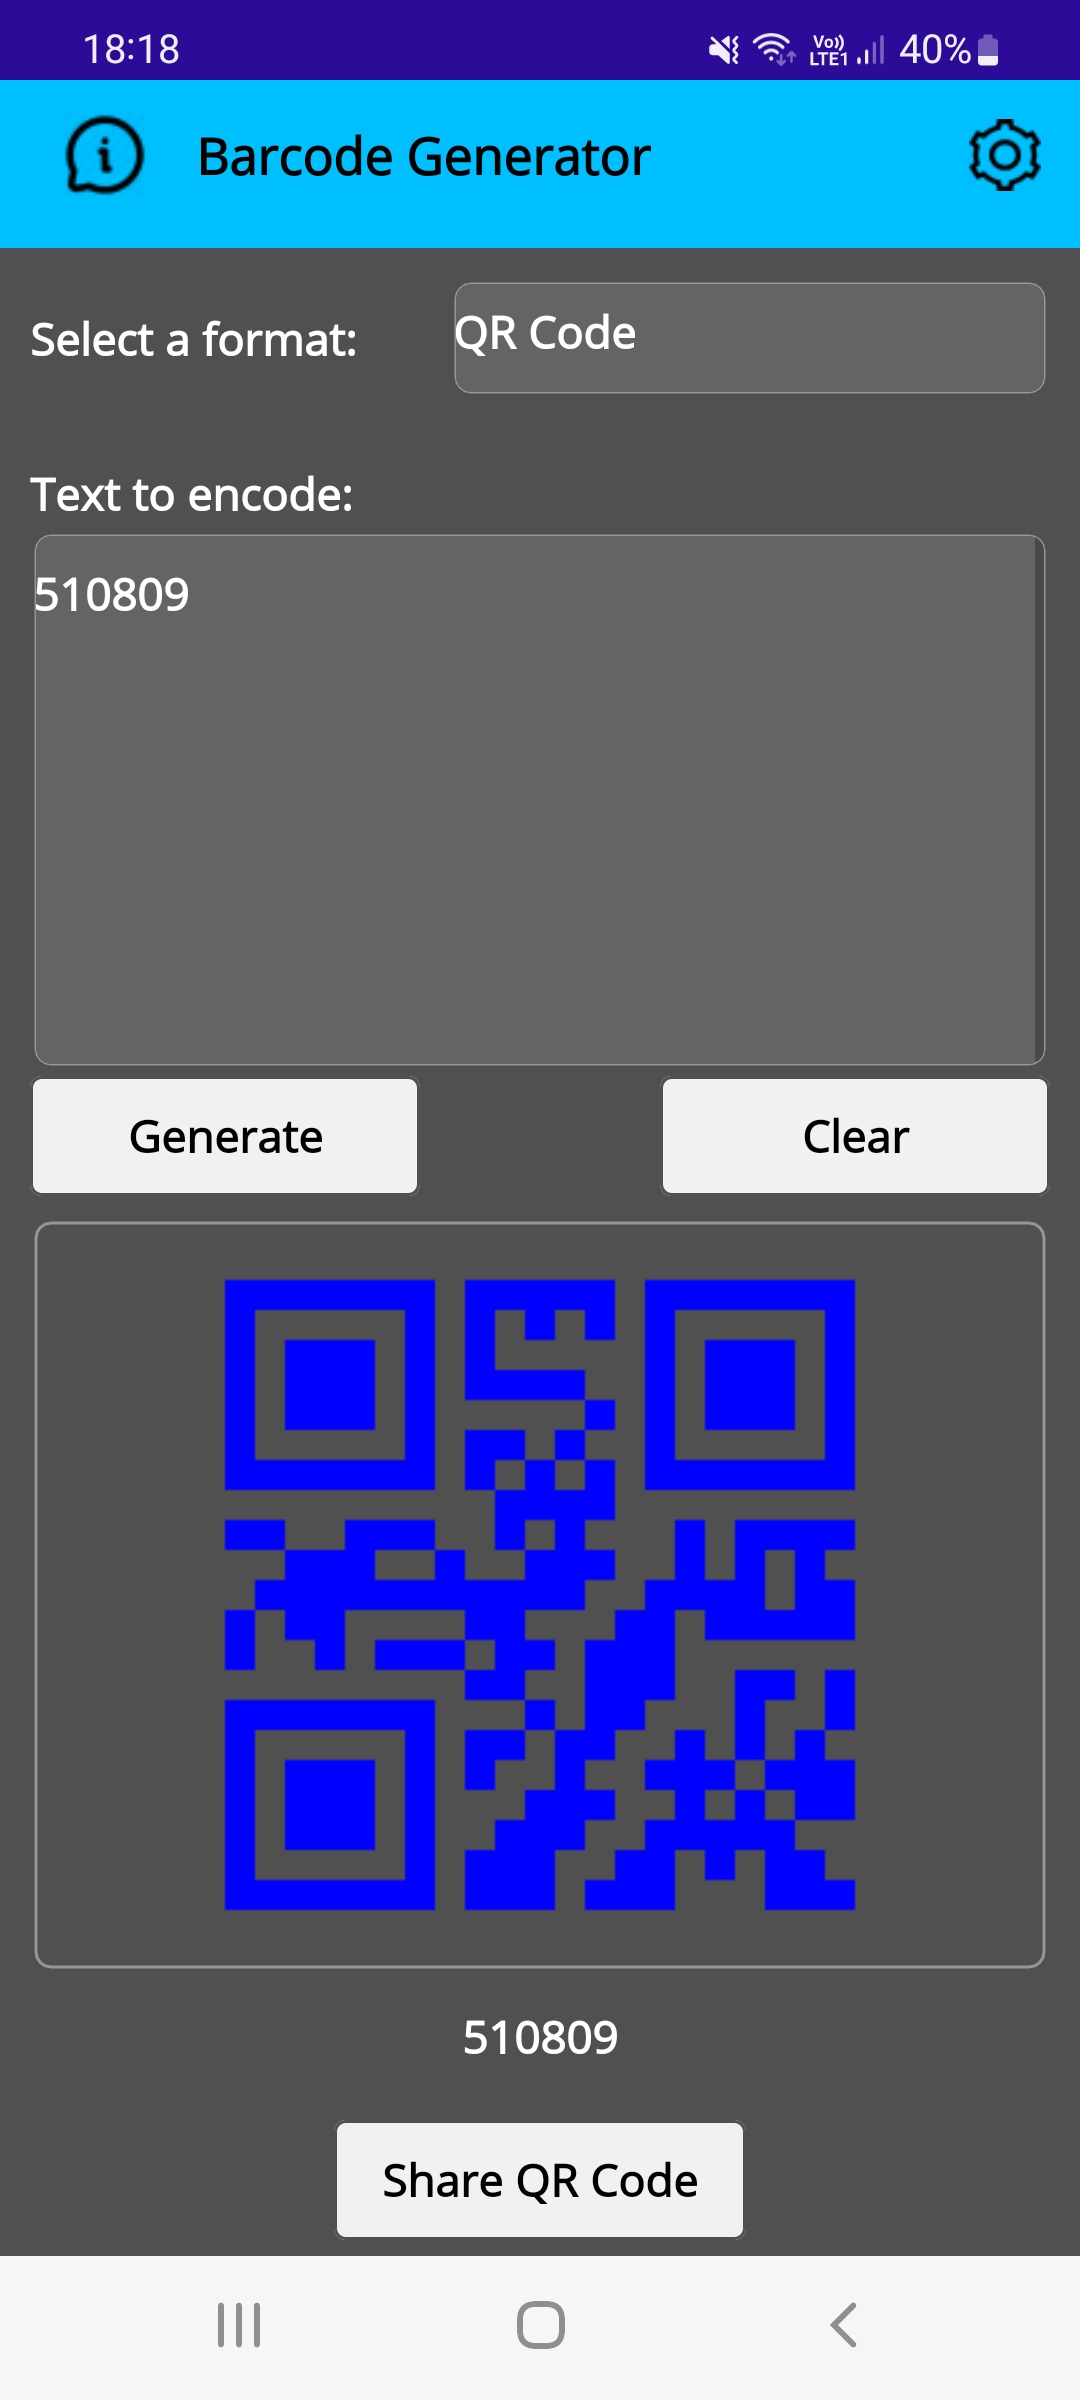 18:18 Vo)) LTE1 40%
Barcode Generator
Select a format: QR Code
Text to encode:
510809
Generate Clear
510809
Share QR Code